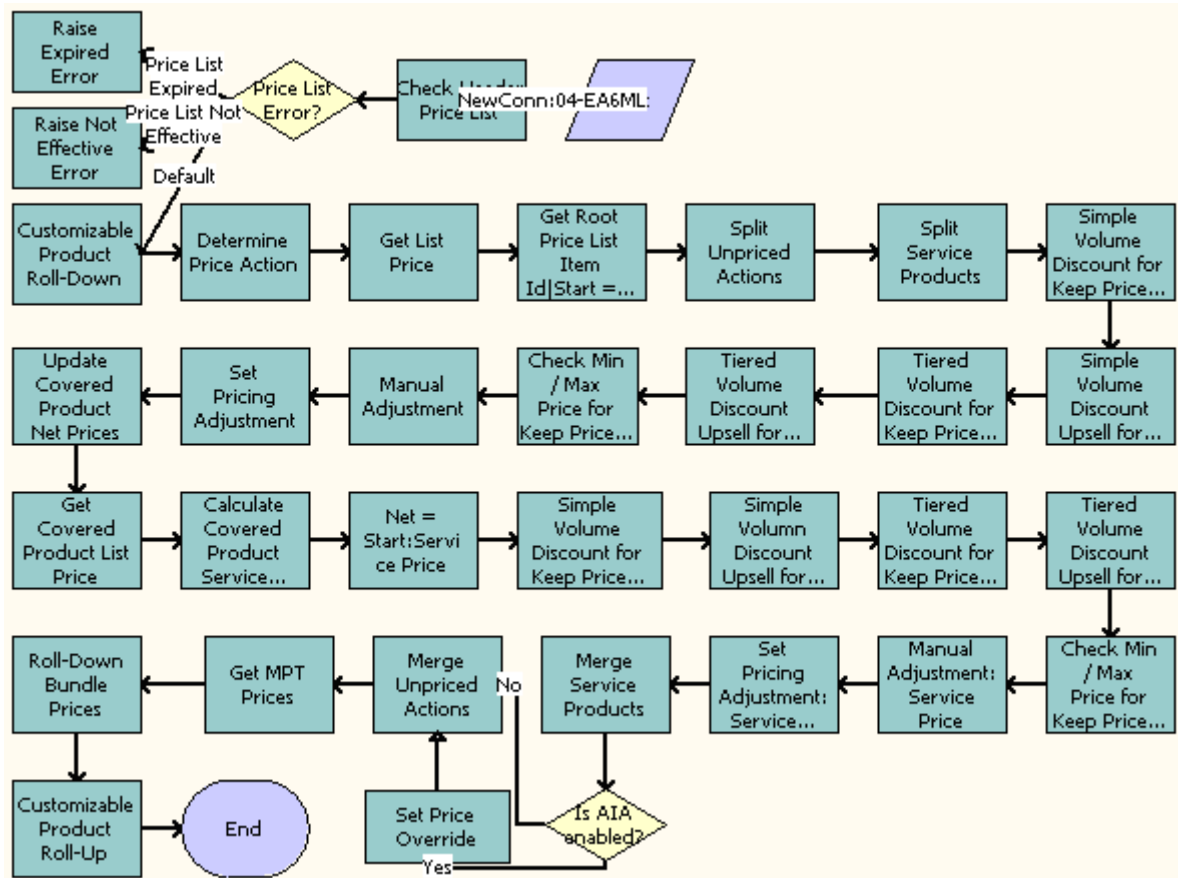 Raise
Expired
Error
Price List
Expired
Price List
Error?
Check Header
Price List
NewConn:04-EA6ML:
Raise Not
Effective
Error
Price List Not
Effective
Default
Customizable
Product
Roll-Down
Determine
Price Action
Get List
Price
Get Root
Price List
Item
Id|Start =...
Split
Unpriced
Actions
Split
Service
Products
Simple
Volume
Discount for
Keep Price...
Update
Covered
Product
Net Prices
Set
Pricing
Adjustment
Manual
Adjustment
Check Min
/ Max
Price for
Keep Price...
Tiered
Volume
Discount
Upsell for...
Tiered
Volume
Discount for
Keep Price...
Simple
Volume
Discount
Upsell for...
Get
Covered
Product List
Price
Calculate
Covered
Product
Service...
Net =
Start:Servi
ce Price
Simple
Volume
Discount for
Keep Price...
Simple
Volumn
Discount
Upsell for...
Tiered
Volume
Discount for
Keep Price...
Tiered
Volume
Discount
Upsell for...
Roll-Down
Bundle
Prices
Get MPT
Prices
Merge
Unpriced
Actions
No
Merge
Service
Products
Set
Pricing
Adjustment:
Service...
Manual
Adjustment:
Service
Price
Check Min
/ Max
Price for
Keep Price...
Customizable
Product
Roll-Up
End
Set Price
Override
Is AIA
enabled?
Yes